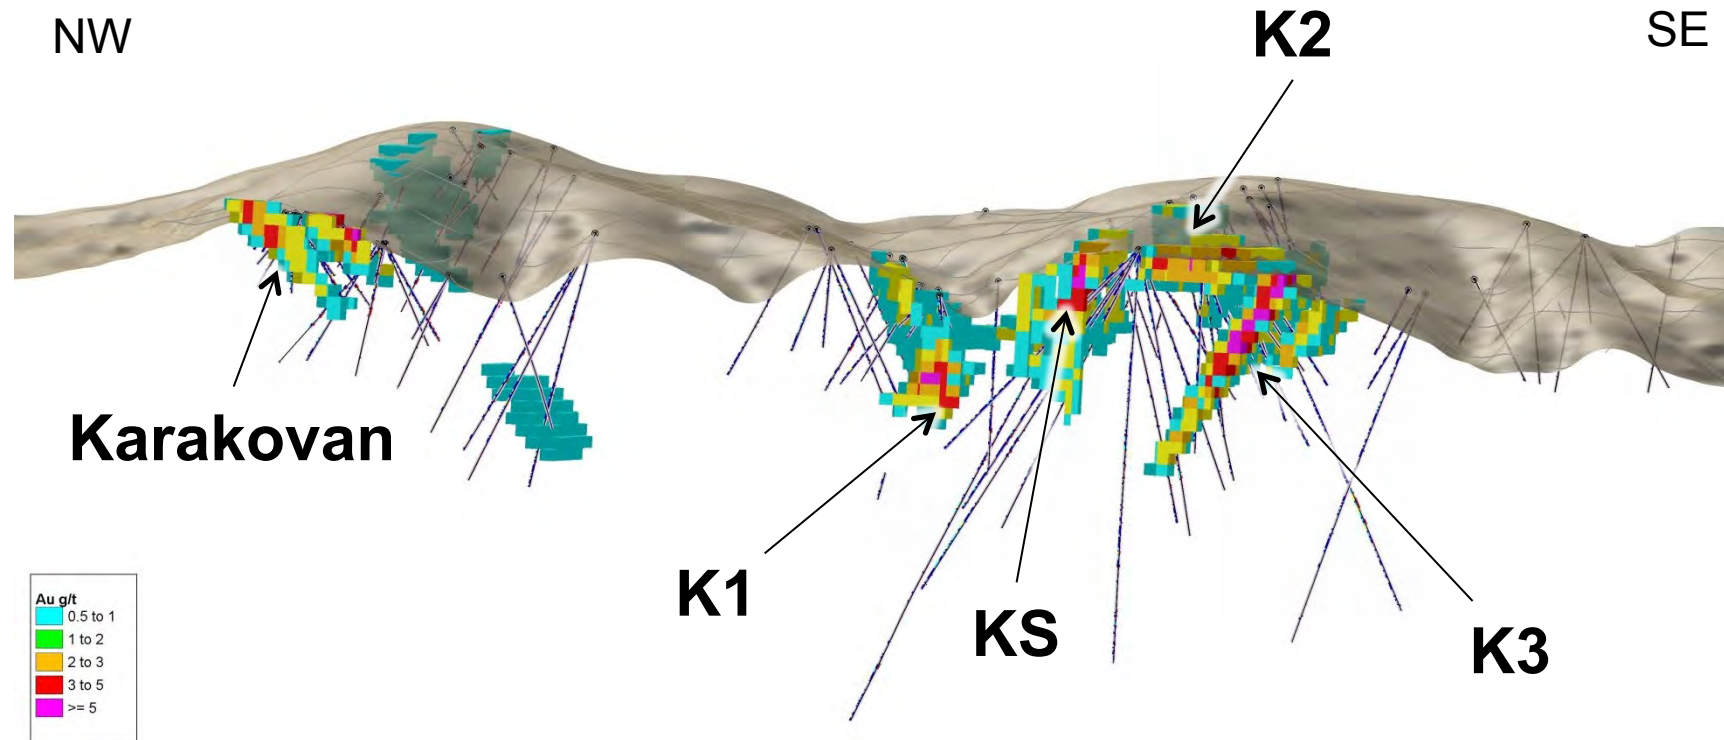 NW
K2
SE
Karakovan
K1
KS
K3
Au g/t
0.5 to 1
1 to 2
2 to 3
3 to 5
>= 5